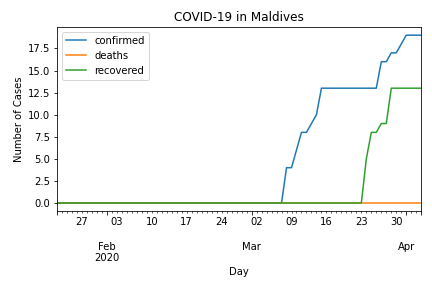 COVID-19 in Maldives
confirmed
deaths
recovered
Number of Cases
17.5
15.0
12.5
10.0
7.5
5.0
2.5
0.0
27 03 10 17 24 02 09 16 23 30
Feb Mar Apr
2020
Day